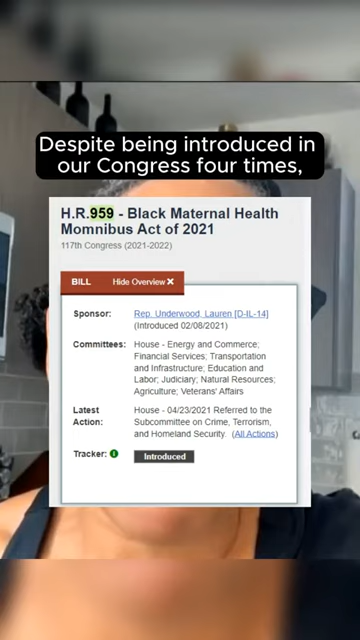 Despite being introduced in
our Congress four times,
H.R.959 - Black Maternal Health
Momnibus Act of 2021
117th Congress (2021-2022)
BILL Hide Overview ✕
Sponsor: Rep. Underwood, Lauren [D-IL-14]
(Introduced 02/08/2021)
Committees: House - Energy and Commerce;
Financial Services; Transportation
and Infrastructure; Education and
Labor; Judiciary; Natural Resources;
Agriculture; Veterans' Affairs
Latest House - 04/23/2021 Referred to the
Action: Subcommittee on Crime, Terrorism,
and Homeland Security. (All Actions)
Tracker: Introduced